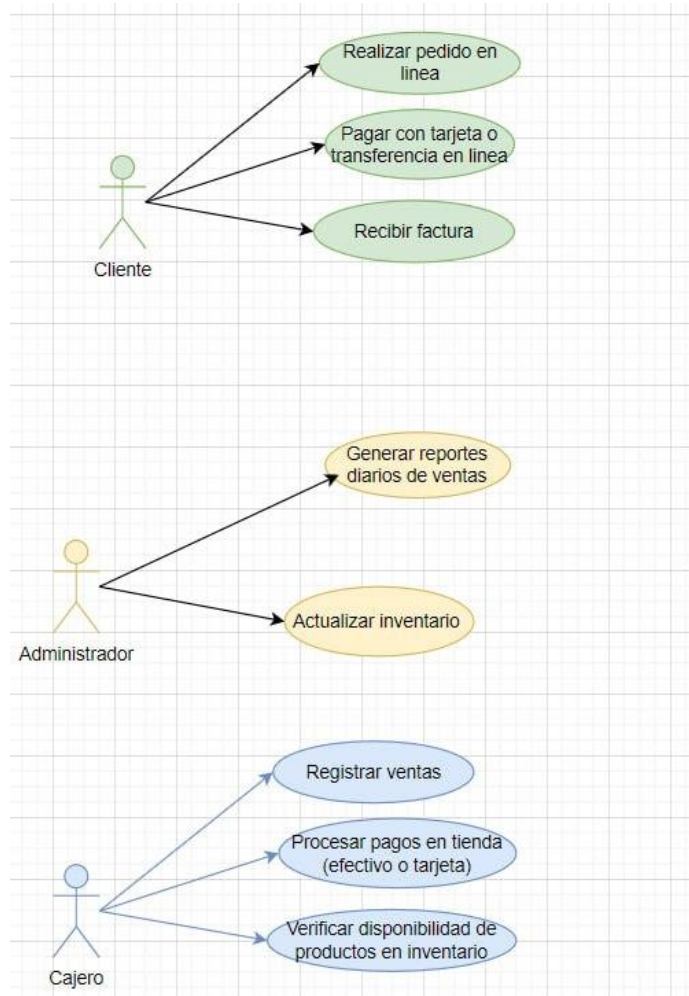 Realizar pedido en
linea
Pagar con tarjeta o
transferencia en linea
Recibir factura
Cliente
Generar reportes
diarios de ventas
Actualizar inventario
Administrador
Registrar ventas
Procesar pagos en tienda
(efectivo o tarjeta)
Verificar disponibilidad de
productos en inventario
Cajero